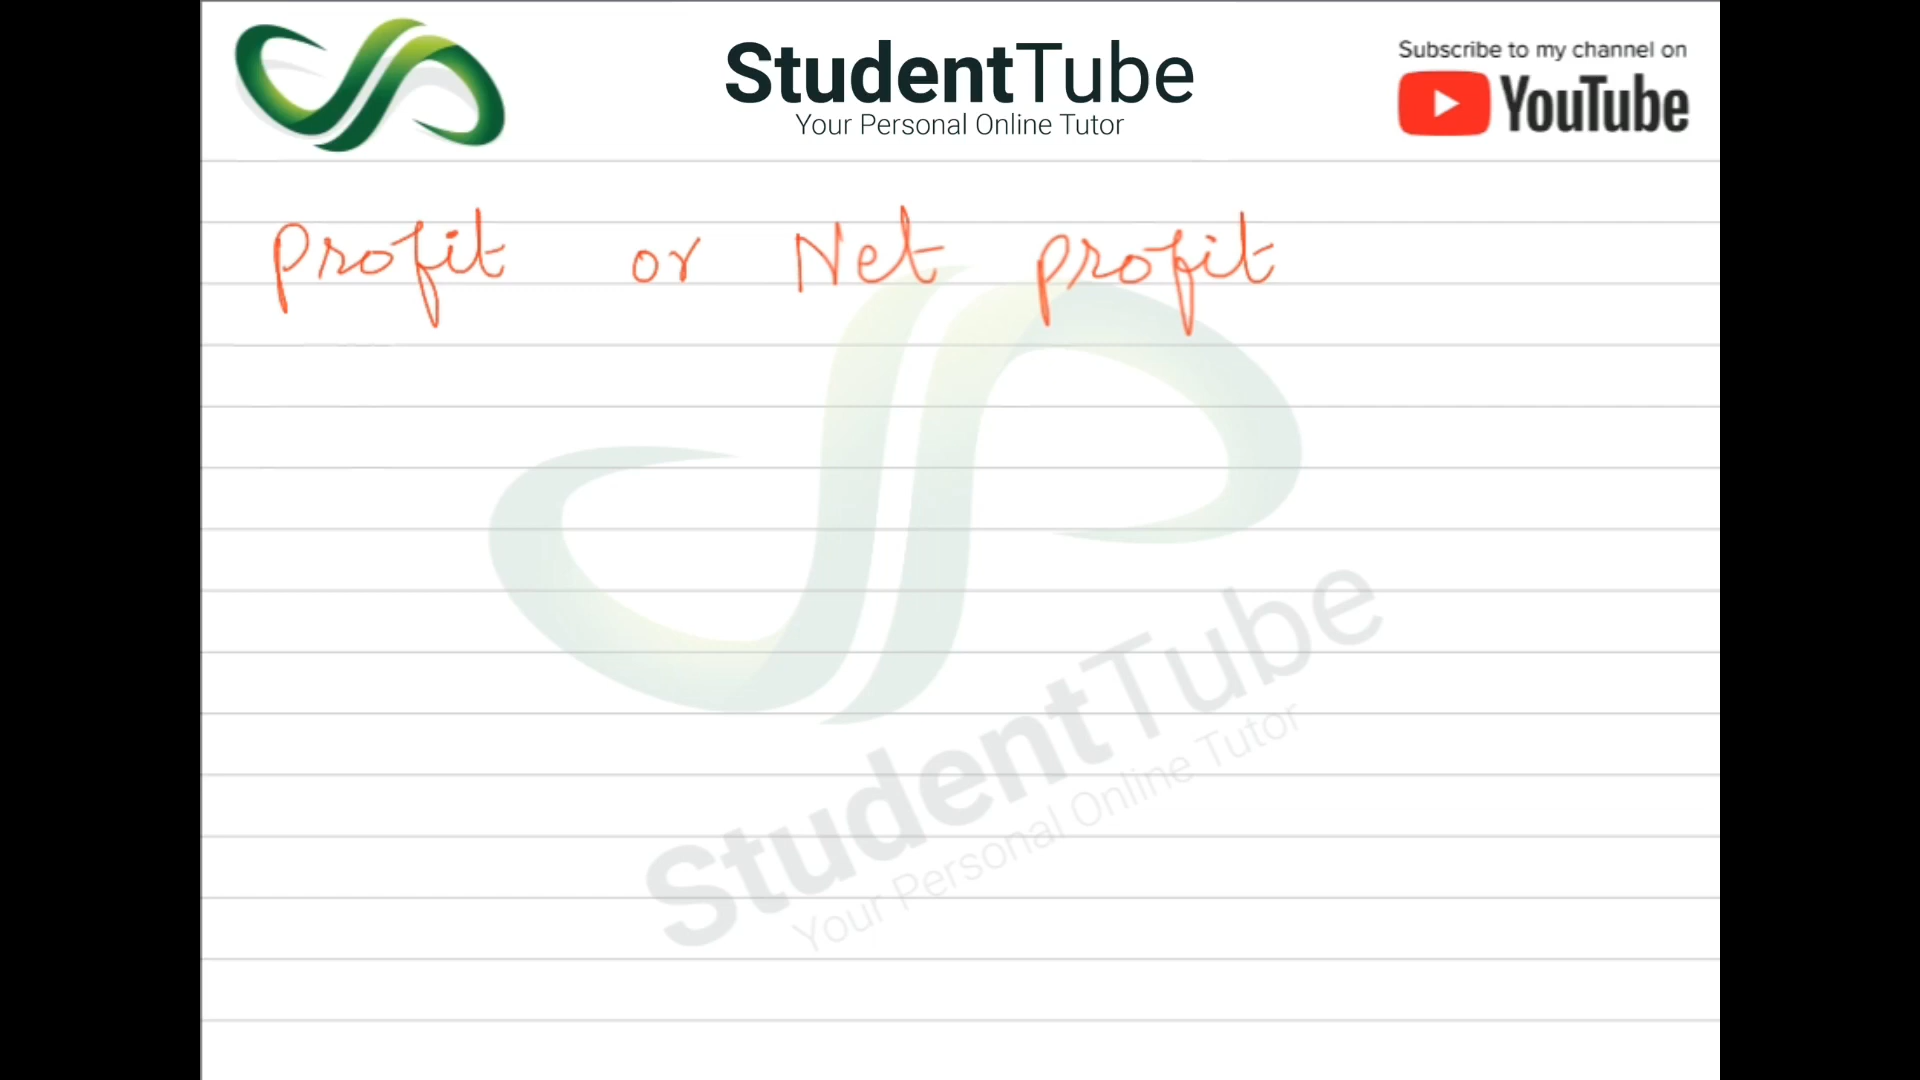 StudentTube
Your Personal Online Tutor
Subscribe to my channel on
YouTube
Profit or Net profit
StudentTube
Your Personal Online Tutor